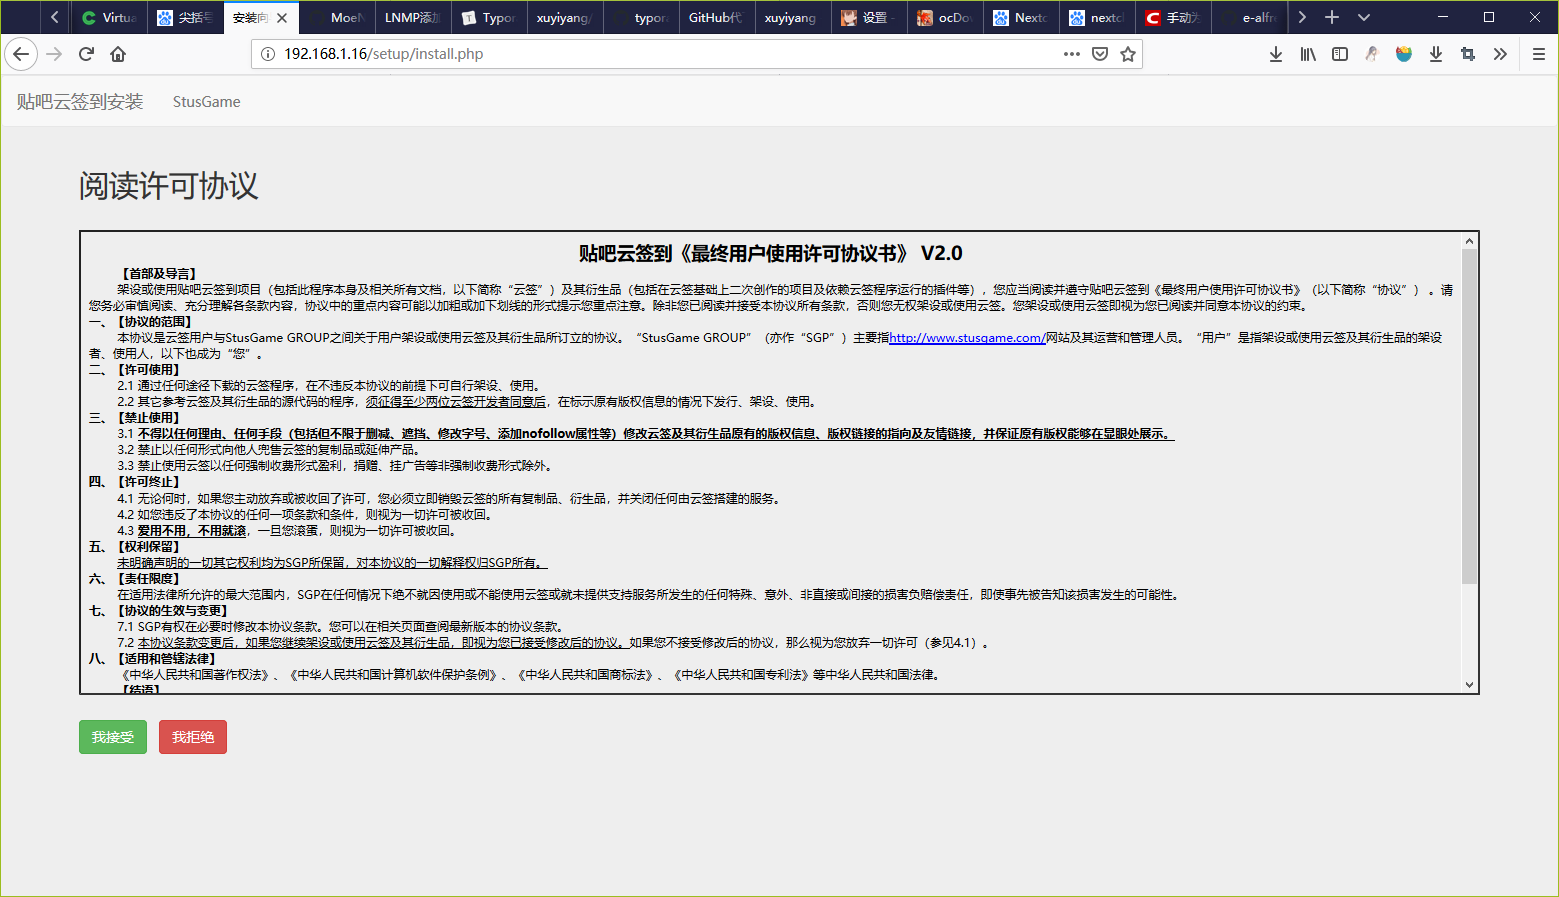 Virtua
尖括号
安装向
MoeN
LNMP添加
Typor
xuyiyang/
typora
GitHub代
xuyiyang
设置 -
ocDow
Nextc
nextcl
手动为
e-alfre
192.168.1.16/setup/install.php
贴吧云签到安装 StusGame
阅读许可协议
贴吧云签到《最终用户使用许可协议书》 V2.0
【首部及导言】
架设或使用贴吧云签到项目（包括此程序本身及相关所有文档，以下简称“云签”）及其衍生品（包括在云签基础上二次创作的项目及依赖云签程序运行的插件等），您应当阅读并遵守贴吧云签到《最终用户使用许可协议书》（以下简称“协议”）。请
您务必审慎阅读、充分理解各条款内容，协议中的重点内容可能以加粗或加下划线的形式提示您重点注意。除非您已阅读并接受本协议所有条款，否则您无权架设或使用云签。您架设或使用云签即视为您已阅读并同意本协议的约束。
一、【协议的范围】
本协议是云签用户与StusGame GROUP之间关于用户架设或使用云签及其衍生品所订立的协议。“StusGame GROUP”（亦作“SGP”）主要指http://www.stusgame.com/网站及其运营和管理人员。“用户”是指架设或使用云签及其衍生品的架设
者、使用人，以下也成为“您”。
二、【许可使用】
2.1 通过任何途径下载的云签程序，在不违反本协议的前提下可自行架设、使用。
2.2 其它参考云签及其衍生品的源代码的程序，须征得至少两位云签开发者同意后，在标示原有版权信息的情况下发行、架设、使用。
三、【禁止使用】
3.1 不得以任何理由、任何手段（包括但不限于删减、遮挡、修改字号、添加nofollow属性等）修改云签及其衍生品原有的版权信息、版权链接的指向及友情链接，并保证原有版权能够在显眼处展示。
3.2 禁止以任何形式向他人兜售云签的复制品或延伸产品。
3.3 禁止使用云签以任何强制收费形式盈利，捐赠、挂广告等非强制收费形式除外。
四、【许可终止】
4.1 无论何时，如果您主动放弃或被收回了许可，您必须立即销毁云签的所有复制品、衍生品，并关闭任何由云签搭建的服务。
4.2 如您违反了本协议的任何一项条款和条件，则视为一切许可被收回。
4.3 爱用不用，不用就滚，一旦您滚蛋，则视为一切许可被收回。
五、【权利保留】
未明确声明的一切其它权利均为SGP所保留，对本协议的一切解释权归SGP所有。
六、【责任限度】
在适用法律所允许的最大范围内，SGP在任何情况下绝不就因使用或不能使用云签或就未提供支持服务所发生的任何特殊、意外、非直接或间接的损害负赔偿责任，即使事先被告知该损害发生的可能性。
七、【协议的生效与变更】
7.1 SGP有权在必要时修改本协议条款。您可以在相关页面查阅最新版本的协议条款。
7.2 本协议条款变更后，如果您继续架设或使用云签及其衍生品，即视为您已接受修改后的协议。如果您不接受修改后的协议，那么视为您放弃一切许可（参见4.1）。
八、【适用和管辖法律】
《中华人民共和国著作权法》、《中华人民共和国计算机软件保护条例》、《中华人民共和国商标法》、《中华人民共和国专利法》等中华人民共和国法律。
【结语】
我接受 我拒绝